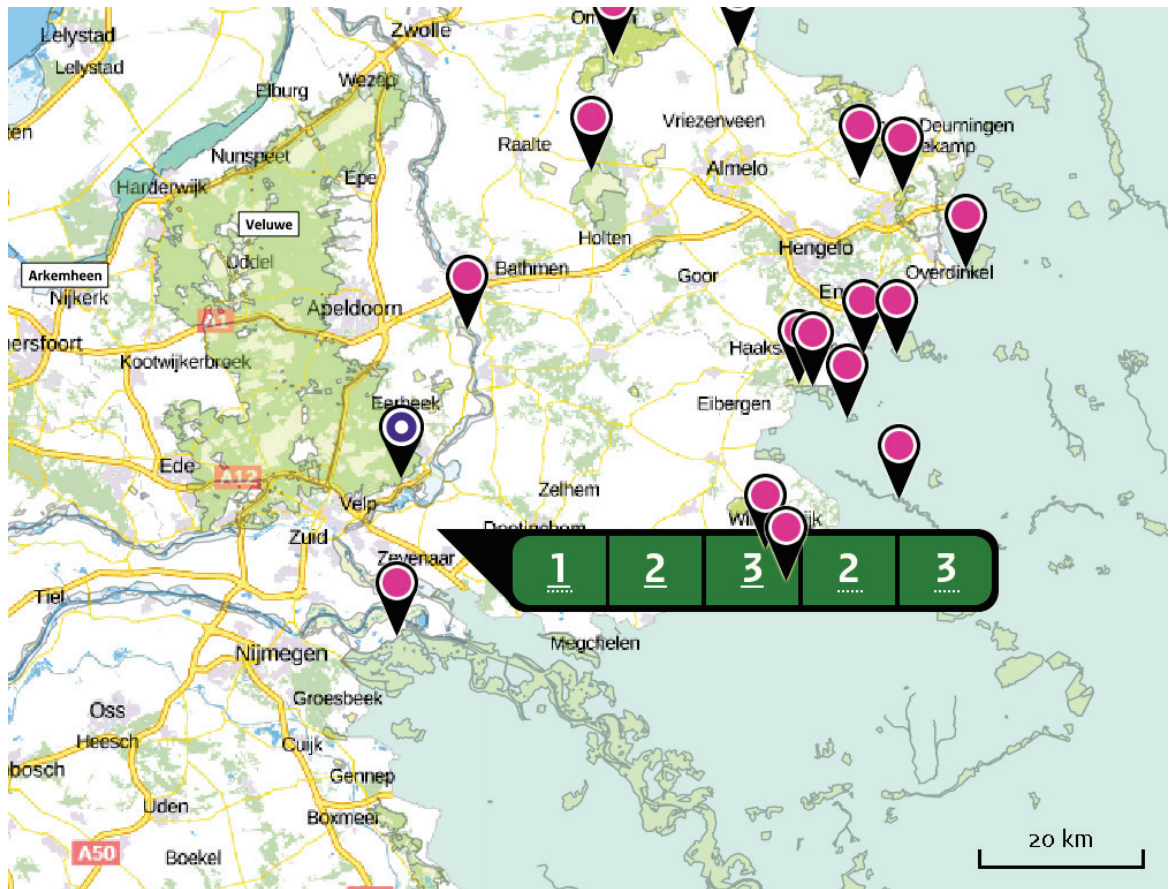 Lelystad
Lelystad
Elburg
Zwolle
Wezep
Nunspeet
Harderwijk
Epe
Raalte
Vriezenveen
Almelo
Deurningen
Veluwe
Uddel
Arkemheen
Nijkerk
Holten
Hengelo
Bathmen
Goor
Overdinkel
Apeldoorn
A1
Kootwijkerbroek
Eibergen
Eerbeek
Ede
A12
Velp
Zelhem
Zuid
Zevenaar
1 2 3 2 3
Tiel
Megchelen
Nijmegen
Groesbeek
Oss
Heesch
Cuijk
Gennep
Uden
Boxmeer
A50
Boekel
20 km